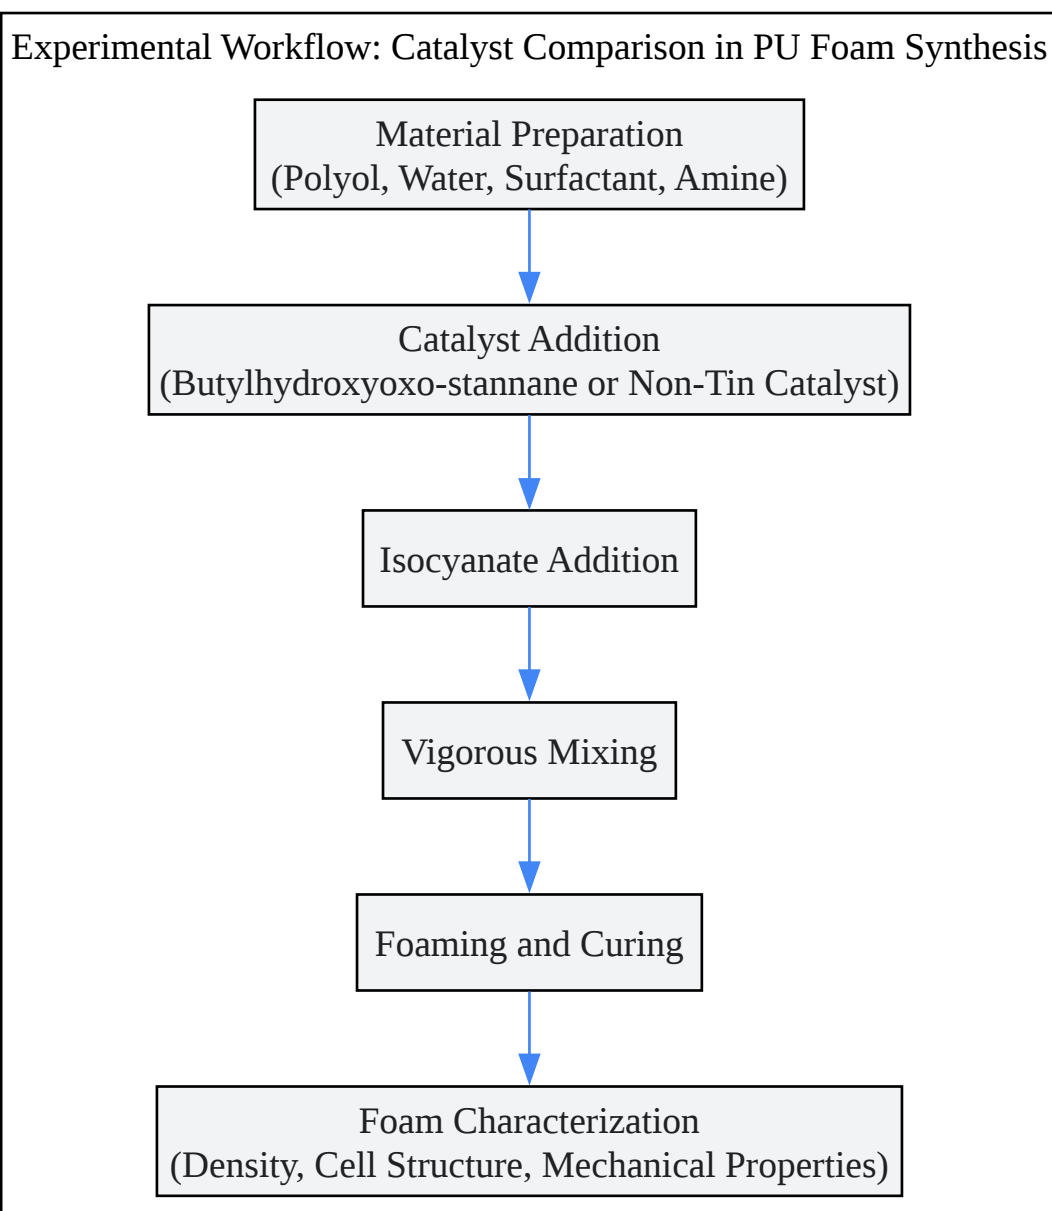 Experimental Workflow: Catalyst Comparison in PU Foam Synthesis
Material Preparation
(Polyol, Water, Surfactant, Amine)
Catalyst Addition
(Butylhydroxyoxo-stannane or Non-Tin Catalyst)
Isocyanate Addition
Vigorous Mixing
Foaming and Curing
Foam Characterization
(Density, Cell Structure, Mechanical Properties)